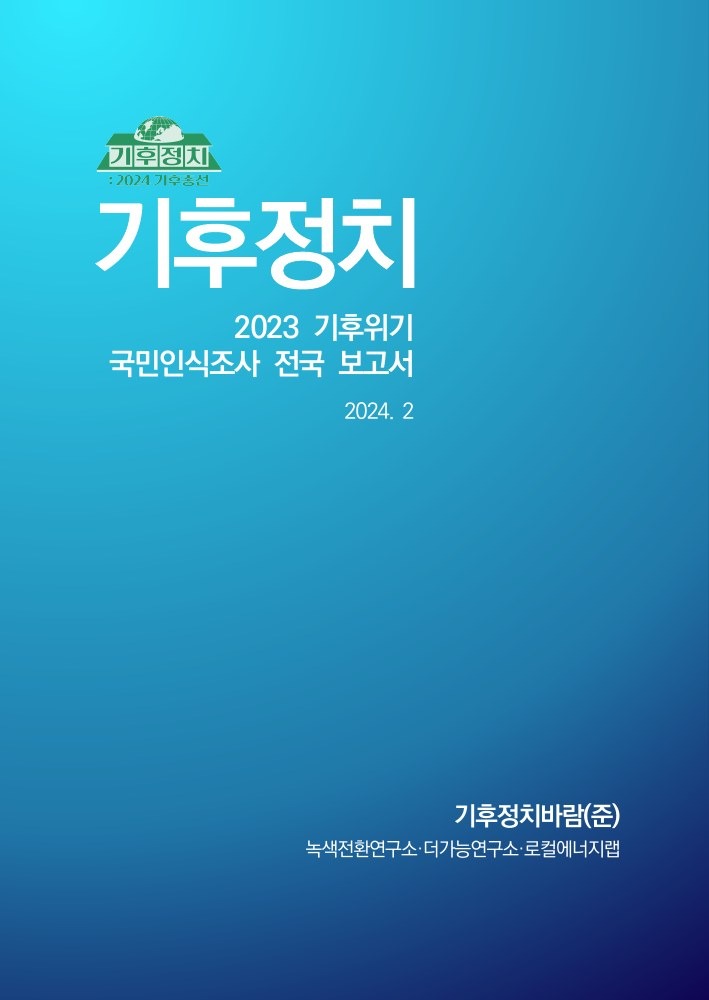 기후정치
: 2024 기후총선
기후정치
2023 기후위기
국민인식조사 전국 보고서
2024. 2
기후정치바람(준)
녹색전환연구소·더가능연구소·로컬에너지랩